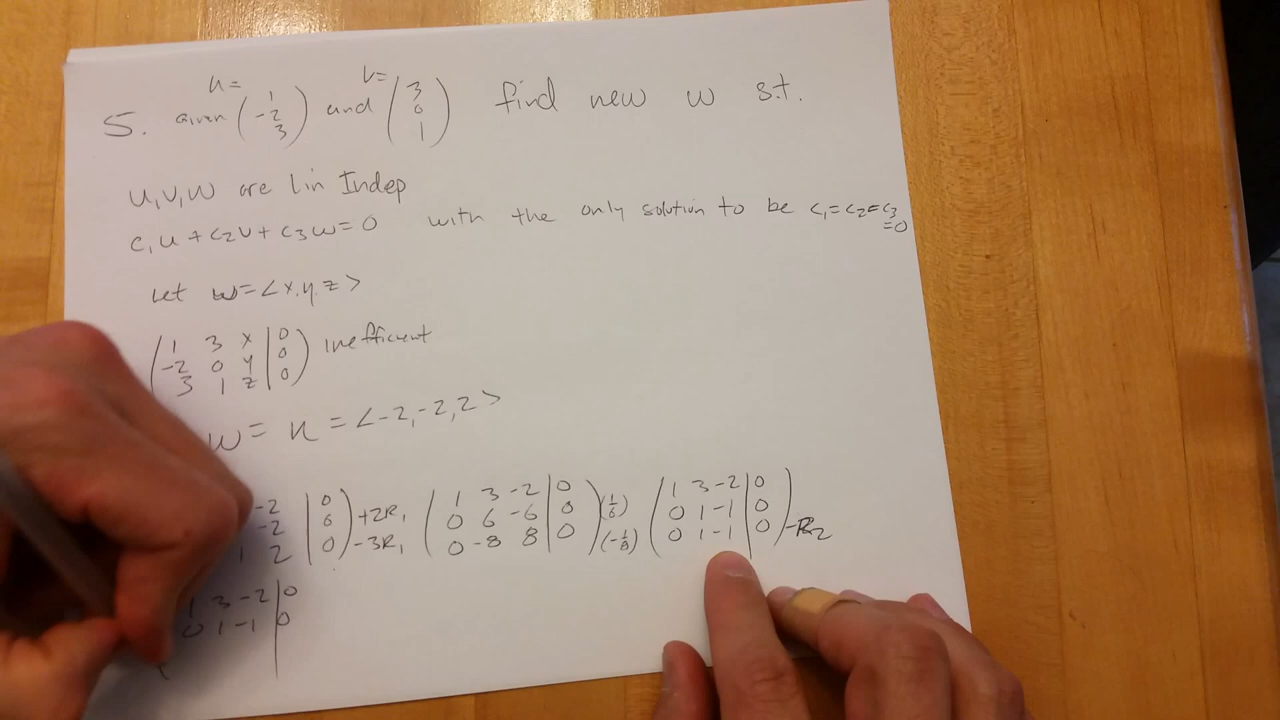 5. Given u= (1 -2 3) and v= (3 0 1) find new w s.t.
u,v,w are lin Indep
c₁u + c₂v + c₃w = 0 with the only solution to be c₁=c₂=c₃=0
Let w=<x,y,z>
(1 3 x | 0
-2 0 y | 0
3 1 z | 0) inefficient
w = n = <-2,-2,2>
-2 | 0 (1 3 -2 | 0 (1 3 -2 | 0
-2 | 0) +2R₁ 0 6 -6 | 0) (1/6) 0 1 -1 | 0
1 2 | 0) -3R₁ 0 -8 8 | 0) (-1/8) 0 1 -1 | 0) -R₂
1 3 -2 | 0
0 1 -1 | 0